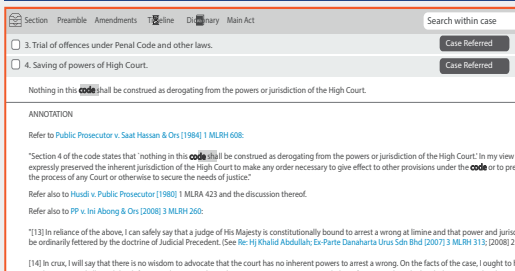 Section Preamble Amendments Timeline Dictionary Main Act Search within case
3. Trial of offences under Penal Code and other laws. Case Referred
4. Saving of powers of High Court. Case Referred
Nothing in this code shall be construed as derogating from the powers or jurisdiction of the High Court.
ANNOTATION
Refer to Public Prosecutor v. Saat Hassan & Ors [1984] 1 MLRH 608:
"Section 4 of the code states that `nothing in this code shall be construed as derogating from the powers or jurisdiction of the High Court.' In my view
expressly preserved the inherent jurisdiction of the High Court to make any order necessary to give effect to other provisions under the code or to pre
the process of any Court or otherwise to secure the needs of justice."
Refer also to Husdi v. Public Prosecutor [1980] 1 MLRA 423 and the discussion thereof.
Refer also to PP v. Ini Abong & Ors [2008] 3 MLRH 260:
"[13] In reliance of the above, I can safely say that a judge of His Majesty is constitutionally bound to arrest a wrong at limine and that power and jurisd
be ordinarily fettered by the doctrine of Judicial Precedent. (See Re: Hj Khalid Abdullah; Ex-Parte Danaharta Urus Sdn Bhd [2007] 3 MLRH 313; [2008] 2
[14] In crux, I will say that there is no wisdom to advocate that the court has no inherent powers to arrest a wrong. On the facts of the case, I ought to h